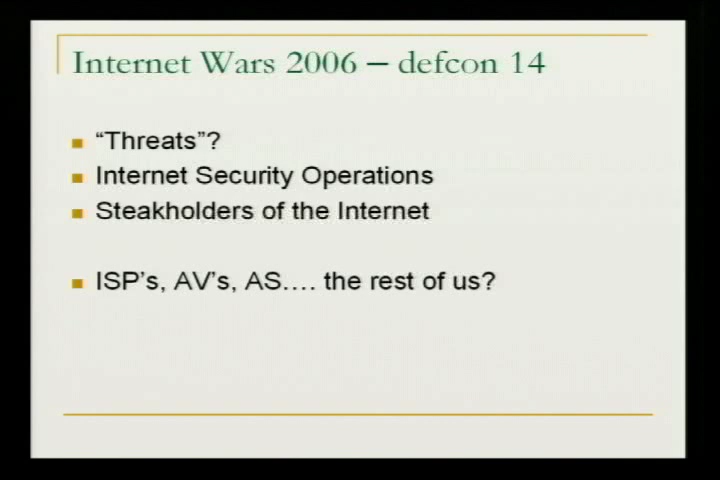 Internet Wars 2006 – defcon 14
“Threats”?
Internet Security Operations
Steakholders of the Internet
ISP’s, AV’s, AS.... the rest of us?